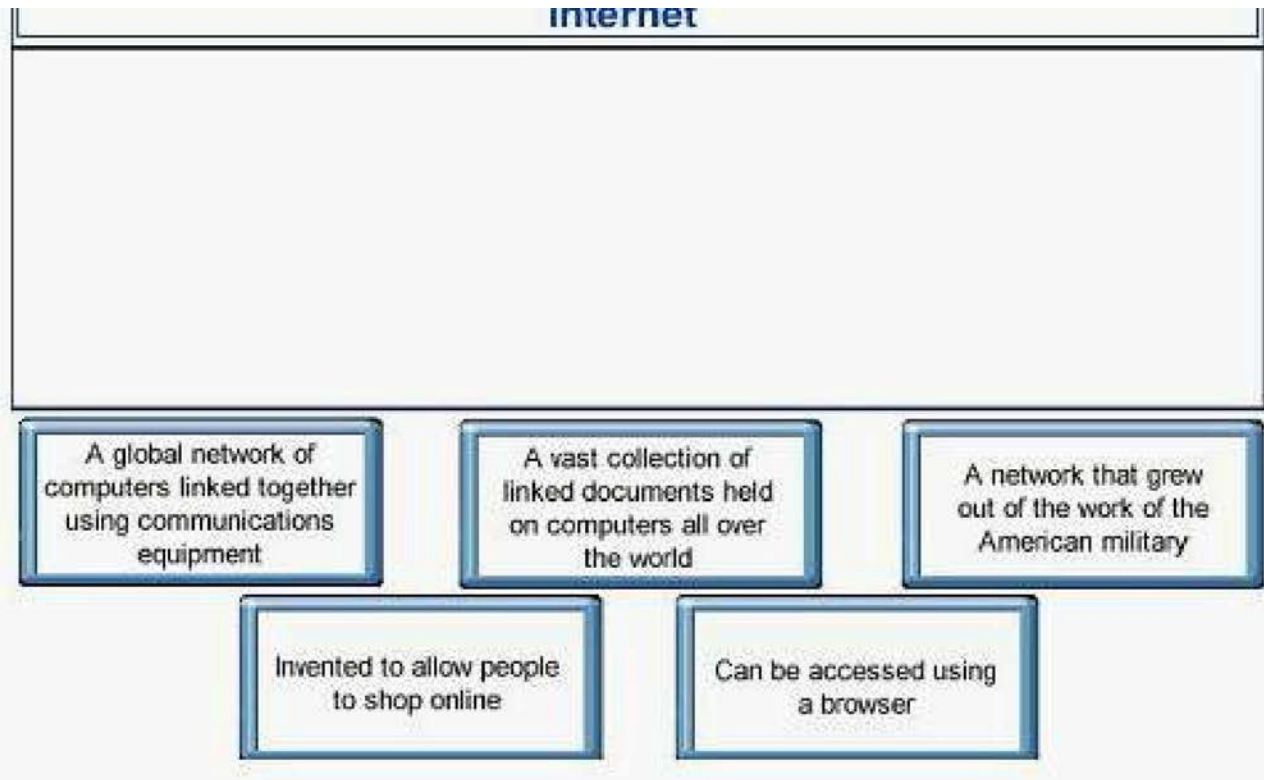 Internet
A global network of
computers linked together
using communications
equipment
A vast collection of
linked documents held
on computers all over
the world
A network that grew
out of the work of the
American military
Invented to allow people
to shop online
Can be accessed using
a browser